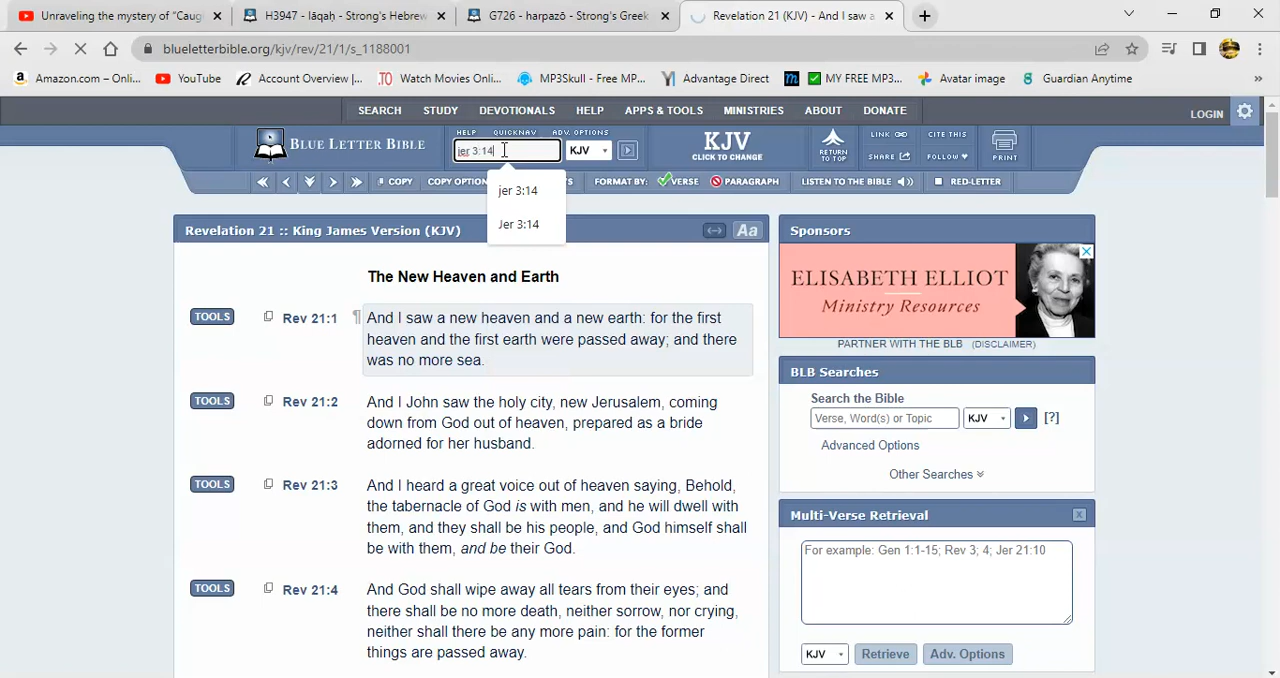 Unraveling the mystery of "Caug
H3947 - lāqaḥ - Strong's Hebrew
G726 - harpazō - Strong's Greek
Revelation 21 (KJV) - And I saw a
blueletterbible.org/kjv/rev/21/1/s_1188001
Amazon.com – Onli...
YouTube
Account Overview |...
Watch Movies Onli...
MP3Skull - Free MP...
Advantage Direct
MY FREE MP3...
Avatar image
Guardian Anytime
SEARCH
STUDY
DEVOTIONALS
HELP
APPS & TOOLS
MINISTRIES
ABOUT
DONATE
LOGIN
BLUE LETTER BIBLE
HELP
QUICKNAV
ADV. OPTIONS
jer 3:14
KJV
KJV
CLICK TO CHANGE
RETURN
TO TOP
LINK
CITE THIS
SHARE
FOLLOW
PRINT
COPY
COPY OPTION
FORMAT BY:
VERSE
PARAGRAPH
LISTEN TO THE BIBLE
RED-LETTER
jer 3:14
Jer 3:14
Revelation 21 :: King James Version (KJV)
Aa
The New Heaven and Earth
TOOLS
Rev 21:1
¶ And I saw a new heaven and a new earth: for the first
heaven and the first earth were passed away; and there
was no more sea.
TOOLS
Rev 21:2
And I John saw the holy city, new Jerusalem, coming
down from God out of heaven, prepared as a bride
adorned for her husband.
TOOLS
Rev 21:3
And I heard a great voice out of heaven saying, Behold,
the tabernacle of God is with men, and he will dwell with
them, and they shall be his people, and God himself shall
be with them, and be their God.
TOOLS
Rev 21:4
And God shall wipe away all tears from their eyes; and
there shall be no more death, neither sorrow, nor crying,
neither shall there be any more pain: for the former
things are passed away.
Sponsors
ELISABETH ELLIOT
Ministry Resources
PARTNER WITH THE BLB (DISCLAIMER)
BLB Searches
Search the Bible
Verse, Word(s) or Topic
KJV
[?]
Advanced Options
Other Searches
Multi-Verse Retrieval
For example: Gen 1:1-15; Rev 3; 4; Jer 21:10
KJV
Retrieve
Adv. Options